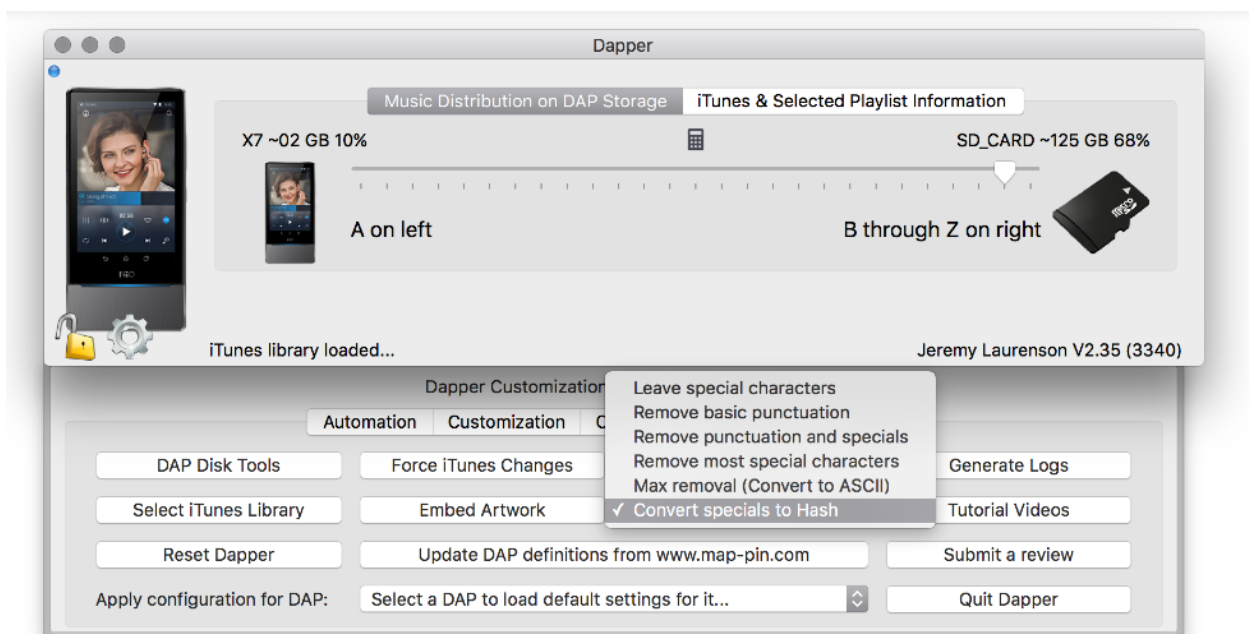 Dapper
Music Distribution on DAP Storage
iTunes & Selected Playlist Information
X7 ~02 GB 10%
SD_CARD ~125 GB 68%
A on left
B through Z on right
FiiO
iTunes library loaded...
Jeremy Laurenson V2.35 (3340)
Dapper Customization
Automation
Customization
Leave special characters
Remove basic punctuation
Remove punctuation and specials
Remove most special characters
Max removal (Convert to ASCII)
✓ Convert specials to Hash
DAP Disk Tools
Force iTunes Changes
Generate Logs
Select iTunes Library
Embed Artwork
Tutorial Videos
Reset Dapper
Update DAP definitions from www.map-pin.com
Submit a review
Apply configuration for DAP:
Select a DAP to load default settings for it...
Quit Dapper